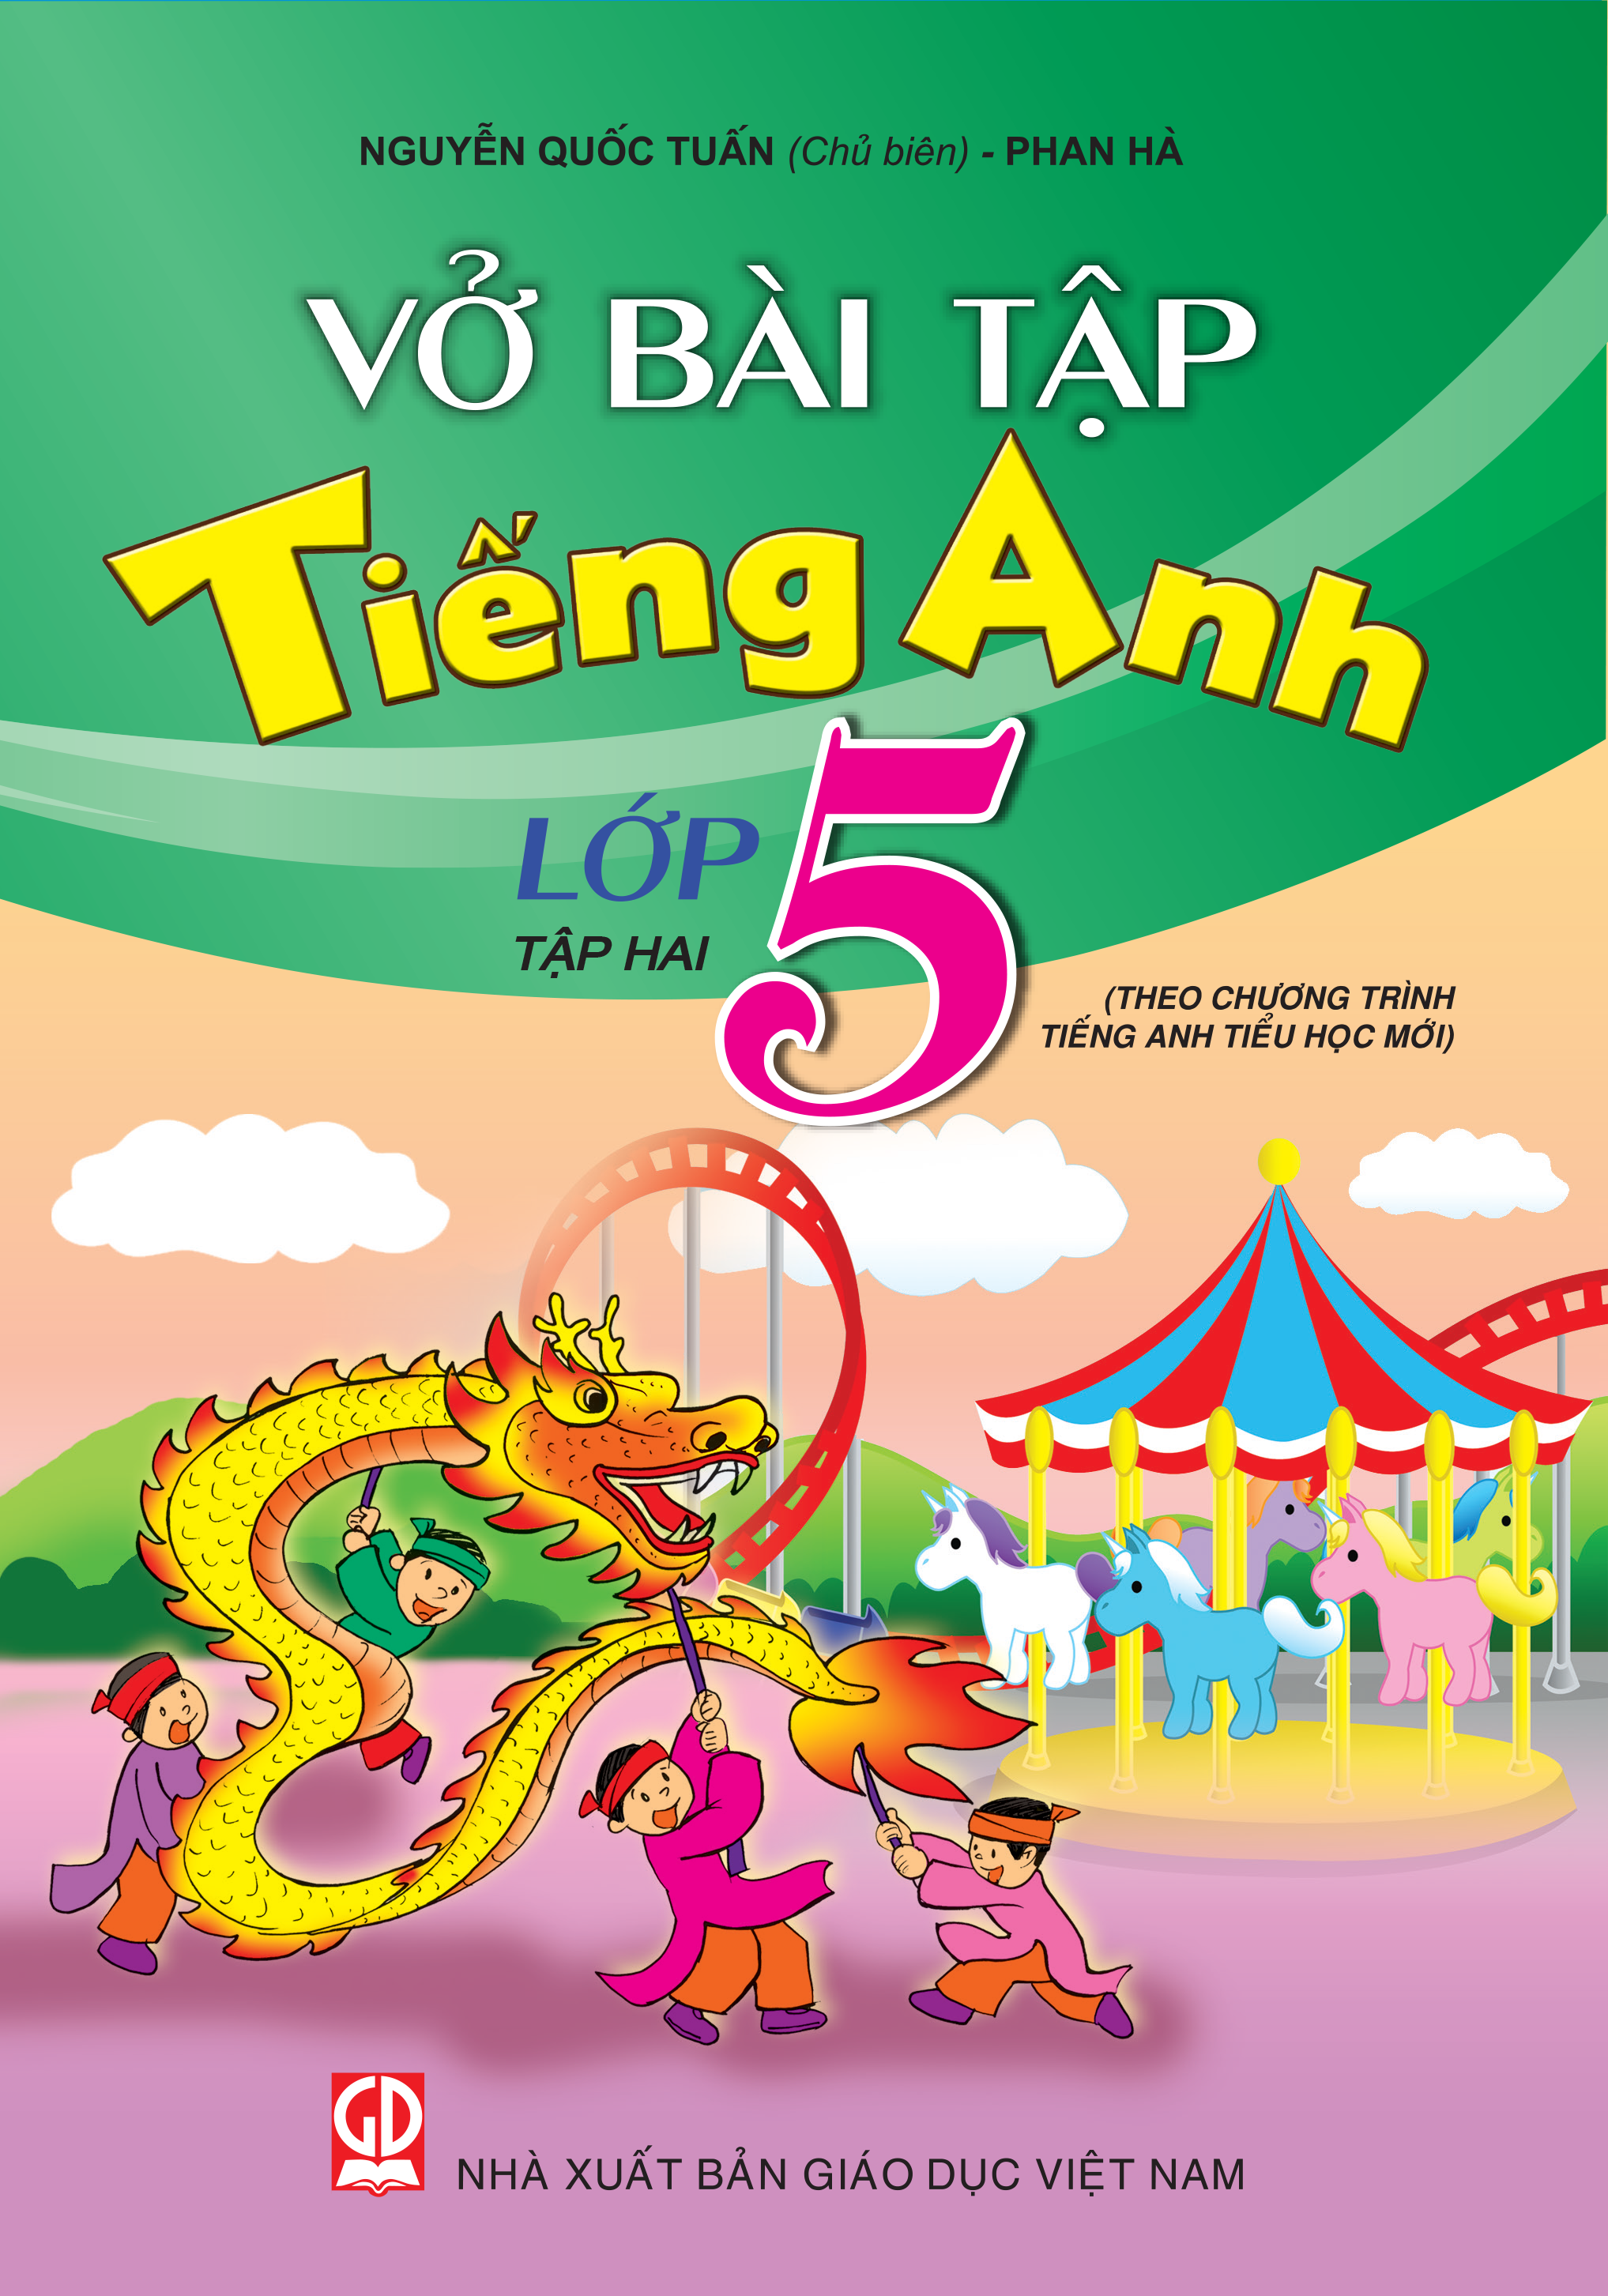 NGUYỄN QUỐC TUẤN (Chủ biên) - PHAN HÀ
VỞ BÀI TẬP
Tiếng Anh
LỚP 5
TẬP HAI
(THEO CHƯƠNG TRÌNH
TIẾNG ANH TIỂU HỌC MỚI)
GD
NHÀ XUẤT BẢN GIÁO DỤC VIỆT NAM